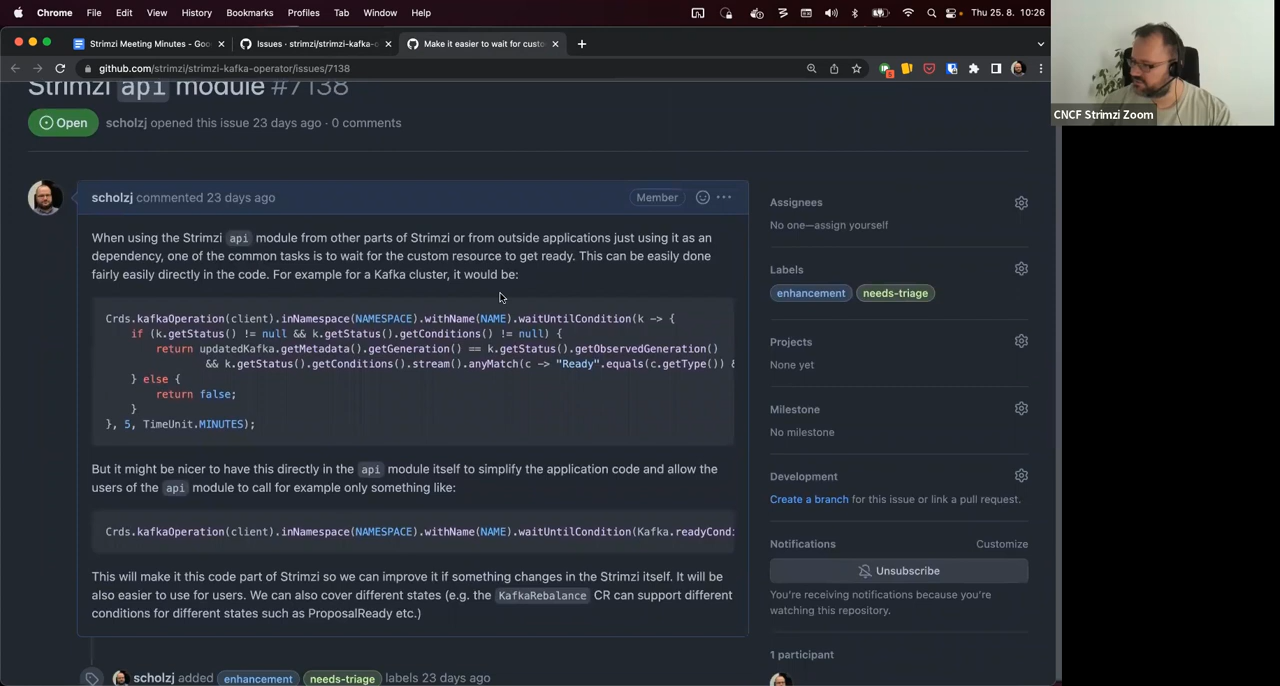 Chrome File Edit View History Bookmarks Profiles Tab Window Help Thu 25. 8. 10:26
Strimzi Meeting Minutes - Goo Issues · strimzi/strimzi-kafka-o Make it easier to wait for custo
github.com/strimzi/strimzi-kafka-operator/issues/7138
CNCF Strimzi Zoom
Strimzi api module #7138
Open scholzj opened this issue 23 days ago · 0 comments
scholzj commented 23 days ago Member
When using the Strimzi api module from other parts of Strimzi or from outside applications just using it as an
dependency, one of the common tasks is to wait for the custom resource to get ready. This can be easily done
fairly easily directly in the code. For example for a Kafka cluster, it would be:
Crds.kafkaOperation(client).inNamespace(NAMESPACE).withName(NAME).waitUntilCondition(k -> {
if (k.getStatus() != null && k.getStatus().getConditions() != null) {
return updatedKafka.getMetadata().getGeneration() == k.getStatus().getObservedGeneration()
&& k.getStatus().getConditions().stream().anyMatch(c -> "Ready".equals(c.getType()) &
} else {
return false;
}
}, 5, TimeUnit.MINUTES);
But it might be nicer to have this directly in the api module itself to simplify the application code and allow the
users of the api module to call for example only something like:
Crds.kafkaOperation(client).inNamespace(NAMESPACE).withName(NAME).waitUntilCondition(Kafka.readyCondi
This will make it this code part of Strimzi so we can improve it if something changes in the Strimzi itself. It will be
also easier to use for users. We can also cover different states (e.g. the KafkaRebalance CR can support different
conditions for different states such as ProposalReady etc.)
scholzj added enhancement needs-triage labels 23 days ago
Assignees
No one—assign yourself
Labels
enhancement needs-triage
Projects
None yet
Milestone
No milestone
Development
Create a branch for this issue or link a pull request.
Notifications Customize
Unsubscribe
You're receiving notifications because you're
watching this repository.
1 participant